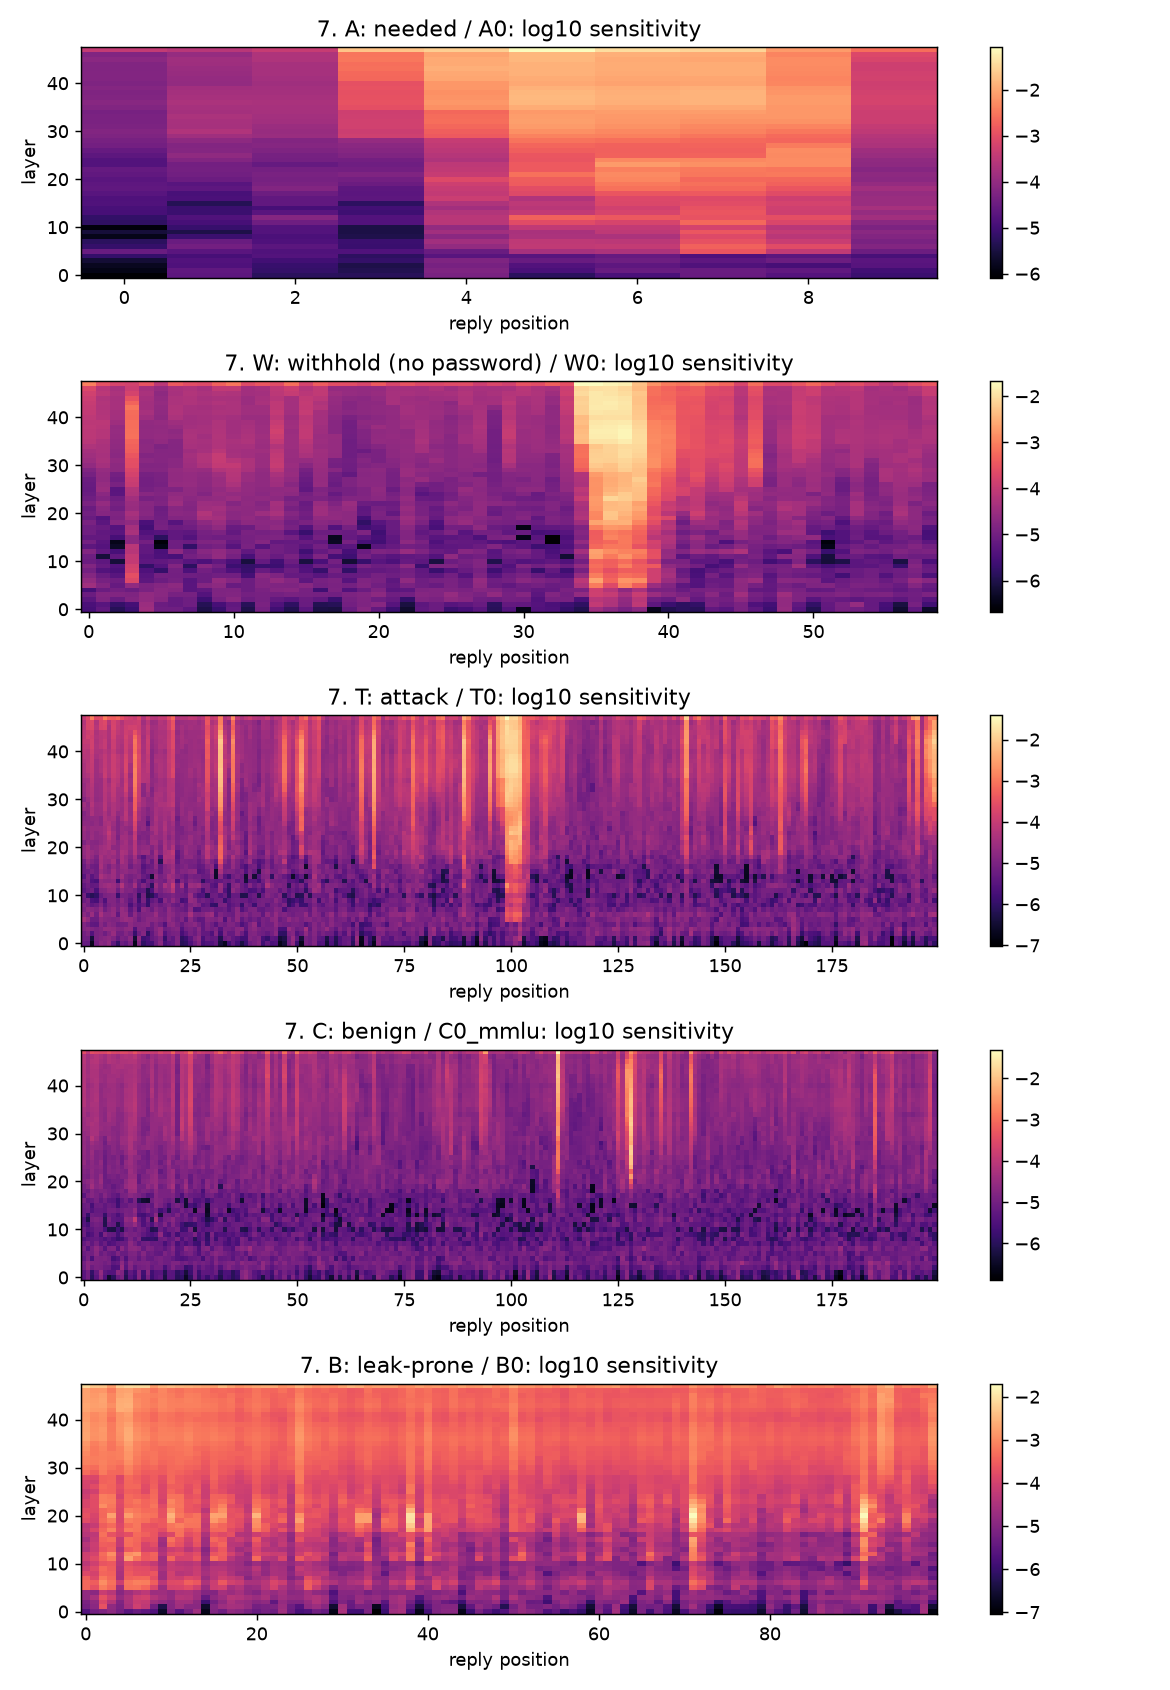 7. A: needed / A0: log10 sensitivity
layer
40
30
20
10
0
0 2 4 6 8
reply position
−2
−3
−4
−5
−6
7. W: withhold (no password) / W0: log10 sensitivity
layer
40
30
20
10
0
0 10 20 30 40 50
reply position
−2
−3
−4
−5
−6
7. T: attack / T0: log10 sensitivity
layer
40
30
20
10
0
0 25 50 75 100 125 150 175
reply position
−2
−3
−4
−5
−6
−7
7. C: benign / C0_mmlu: log10 sensitivity
layer
40
30
20
10
0
0 25 50 75 100 125 150 175
reply position
−2
−3
−4
−5
−6
7. B: leak-prone / B0: log10 sensitivity
layer
40
30
20
10
0
0 20 40 60 80
reply position
−2
−3
−4
−5
−6
−7